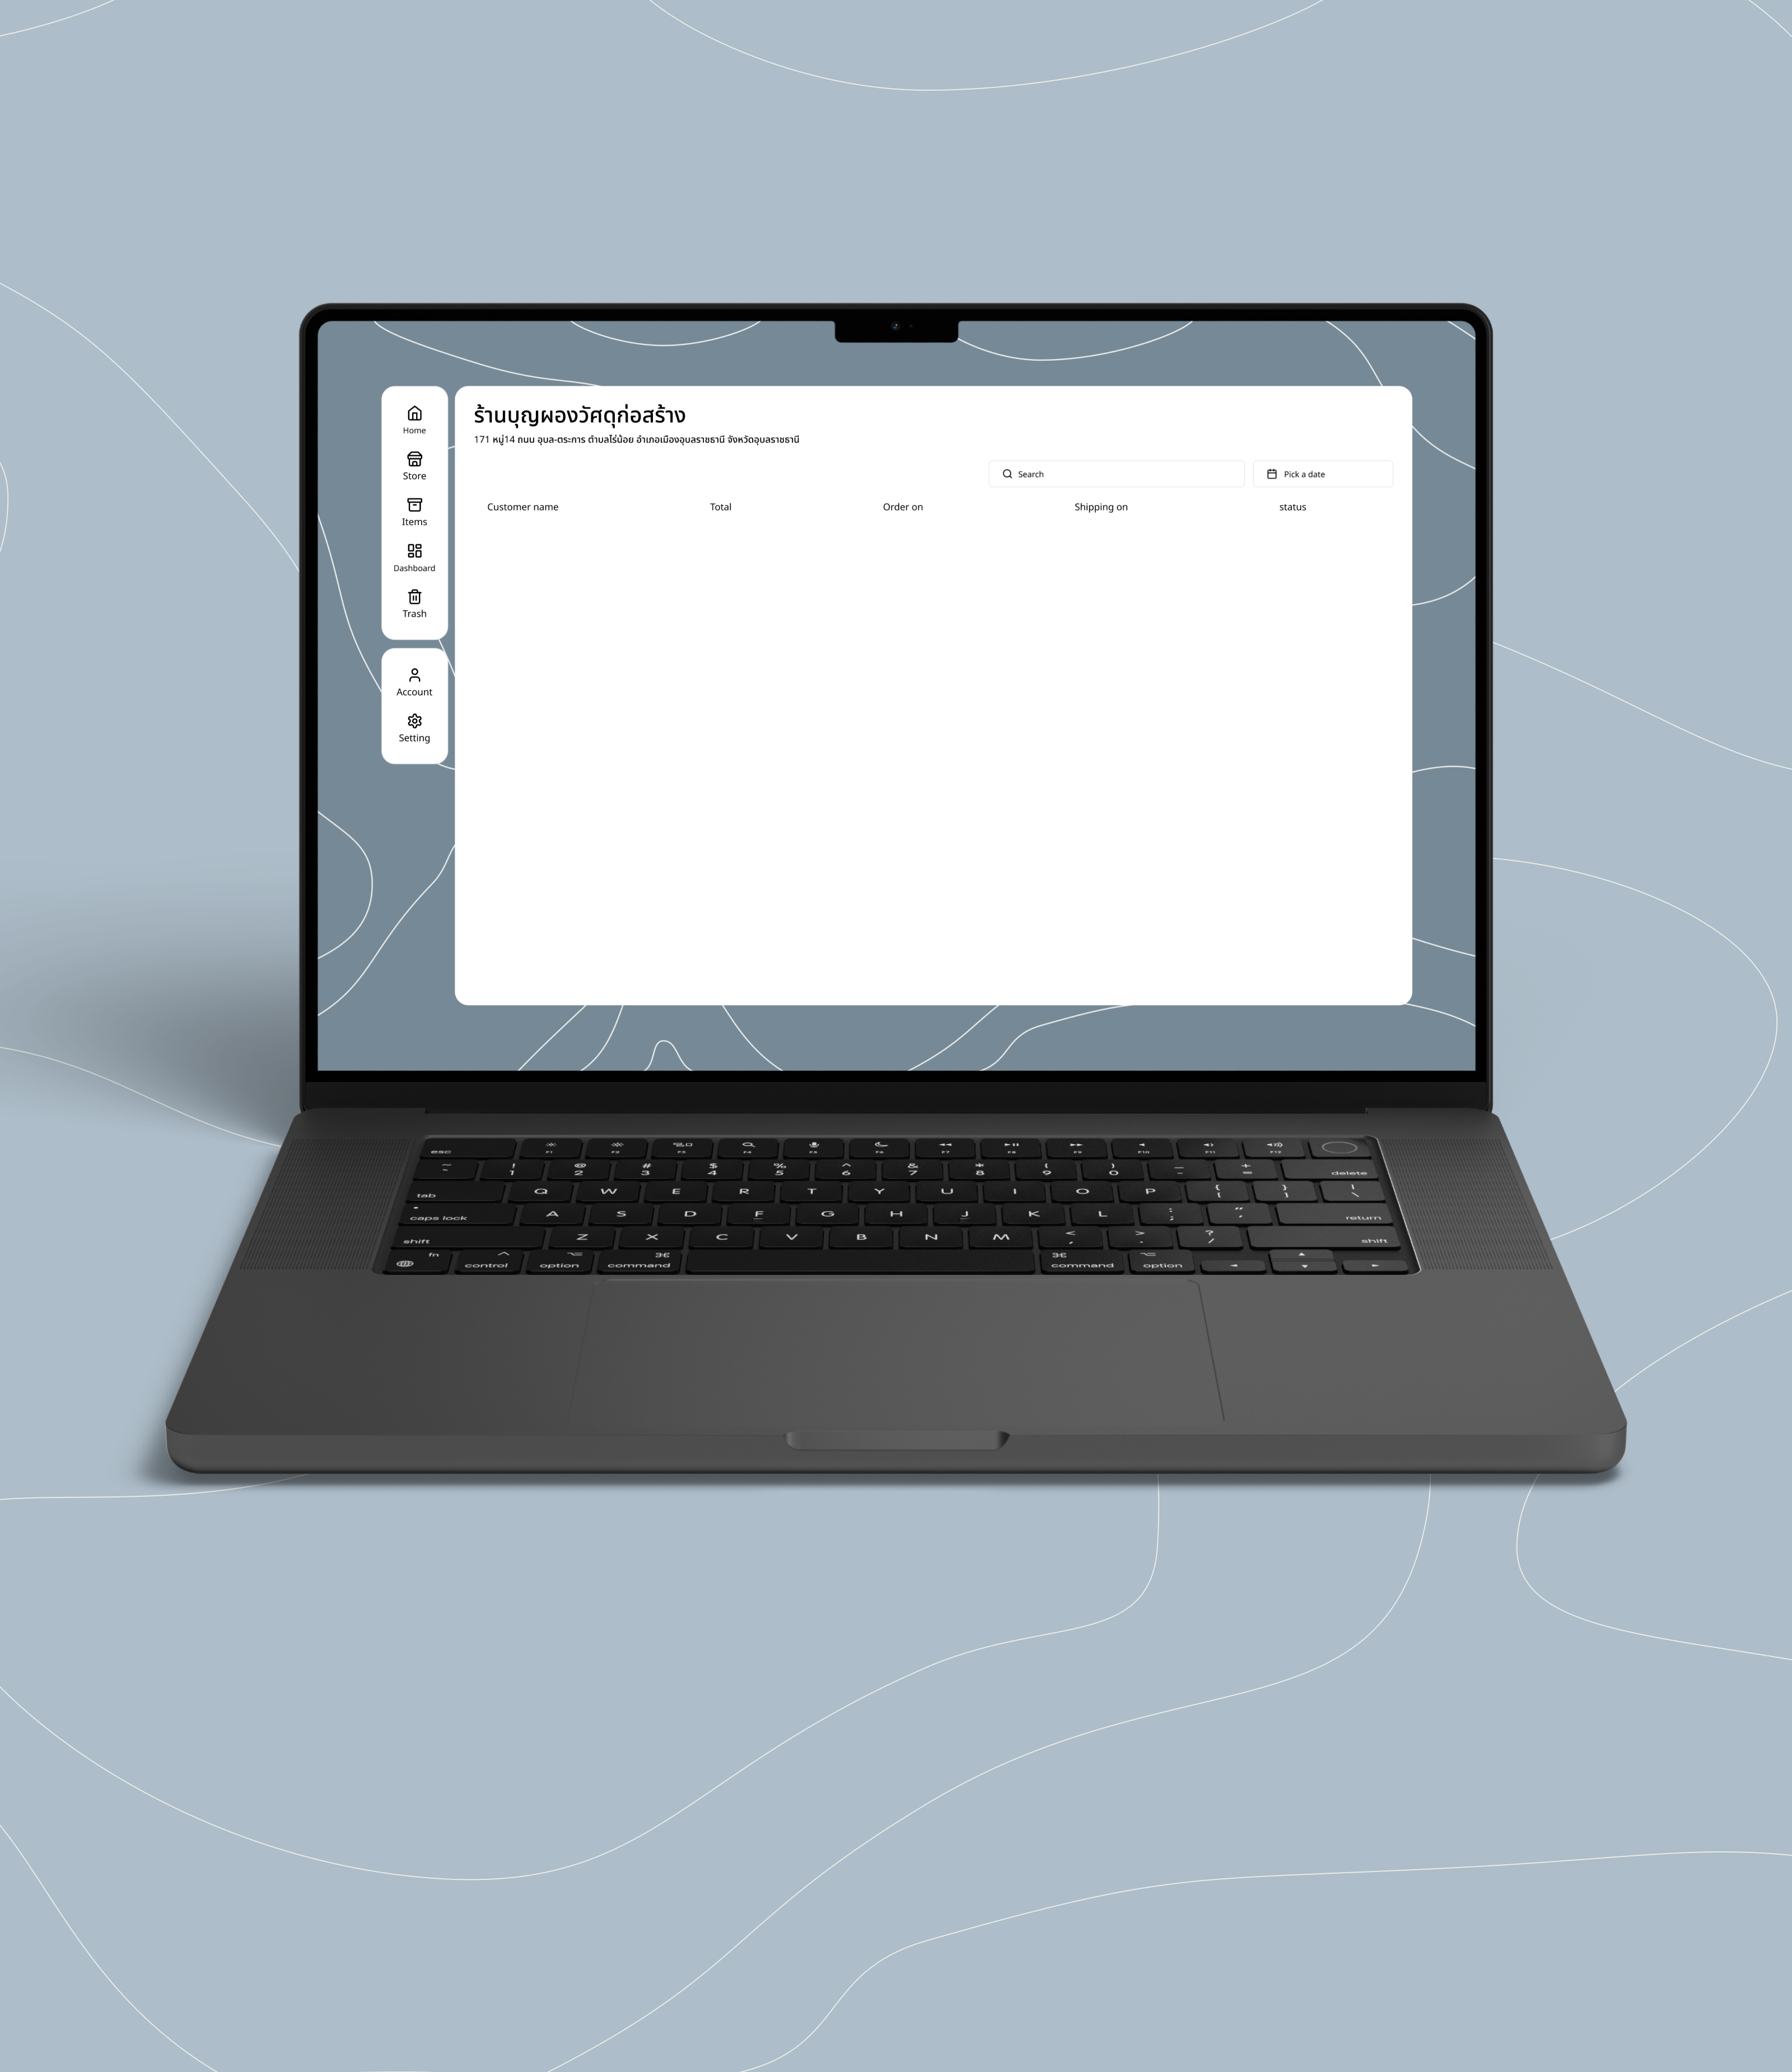 ร้านบุญผองวัศดุก่อสร้าง
171 หมู่14 ถนน อุบล-ตระการ ตำบลไร่น้อย อำเภอเมืองอุบลราชธานี จังหวัดอุบลราชธานี
Home
Store
Items
Dashboard
Trash
Account
Setting
Search
Pick a date
Customer name Total Order on Shipping on status
esc F1 F2 F3 F4 F5 F6 F7 F8 F9 F10 F11 F12
~ ! @ # $ % ^ & * ( ) _ +
` 1 2 3 4 5 6 7 8 9 0 - = delete
tab Q W E R T Y U I O P { [ } ] | \
caps lock A S D F G H J K L : ; " ' return
shift Z X C V B N M < , > . ? / shift
fn ^ ⌥ ⌘ ⌘ ⌥
control option command command option